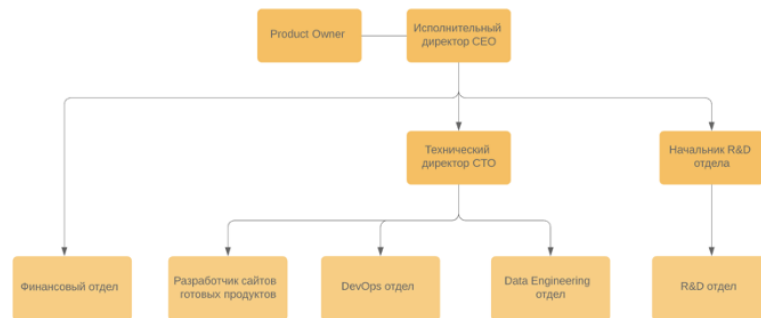 Product Owner
Исполнительный
директор CEO
Технический
директор СТО
Начальник R&D
отдела
Финансовый отдел
Разработчик сайтов
готовых продуктов
DevOps отдел
Data Engineering
отдел
R&D отдел